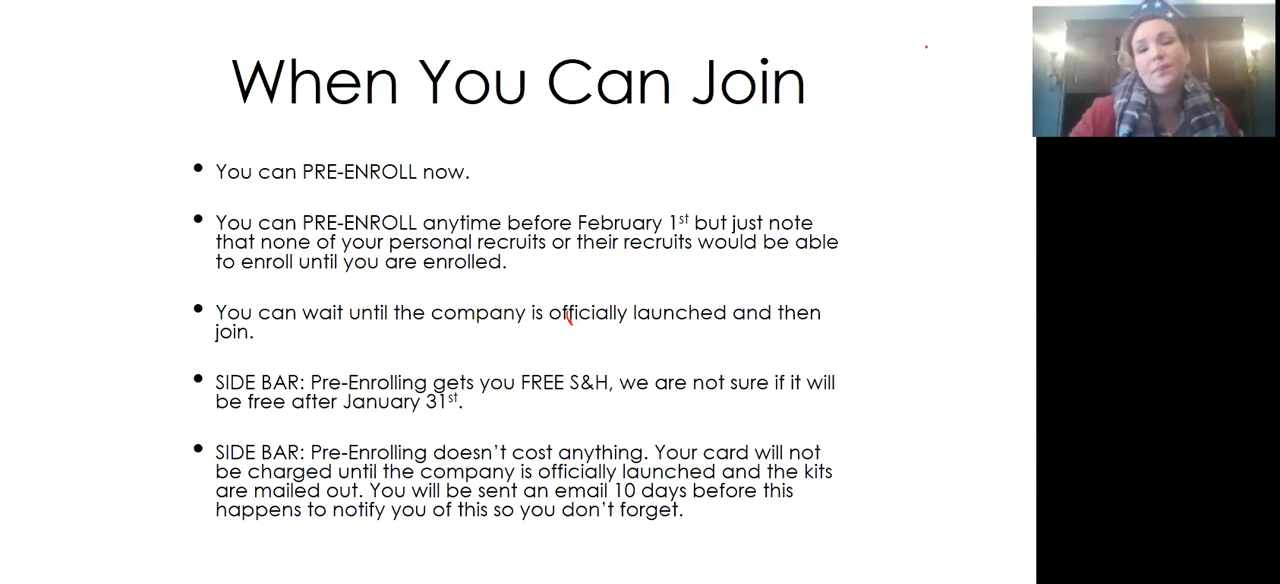 When You Can Join
• You can PRE-ENROLL now.
• You can PRE-ENROLL anytime before February 1st but just note
that none of your personal recruits or their recruits would be able
to enroll until you are enrolled.
• You can wait until the company is officially launched and then
join.
• SIDE BAR: Pre-Enrolling gets you FREE S&H, we are not sure if it will
be free after January 31st.
• SIDE BAR: Pre-Enrolling doesn't cost anything. Your card will not
be charged until the company is officially launched and the kits
are mailed out. You will be sent an email 10 days before this
happens to notify you of this so you don't forget.